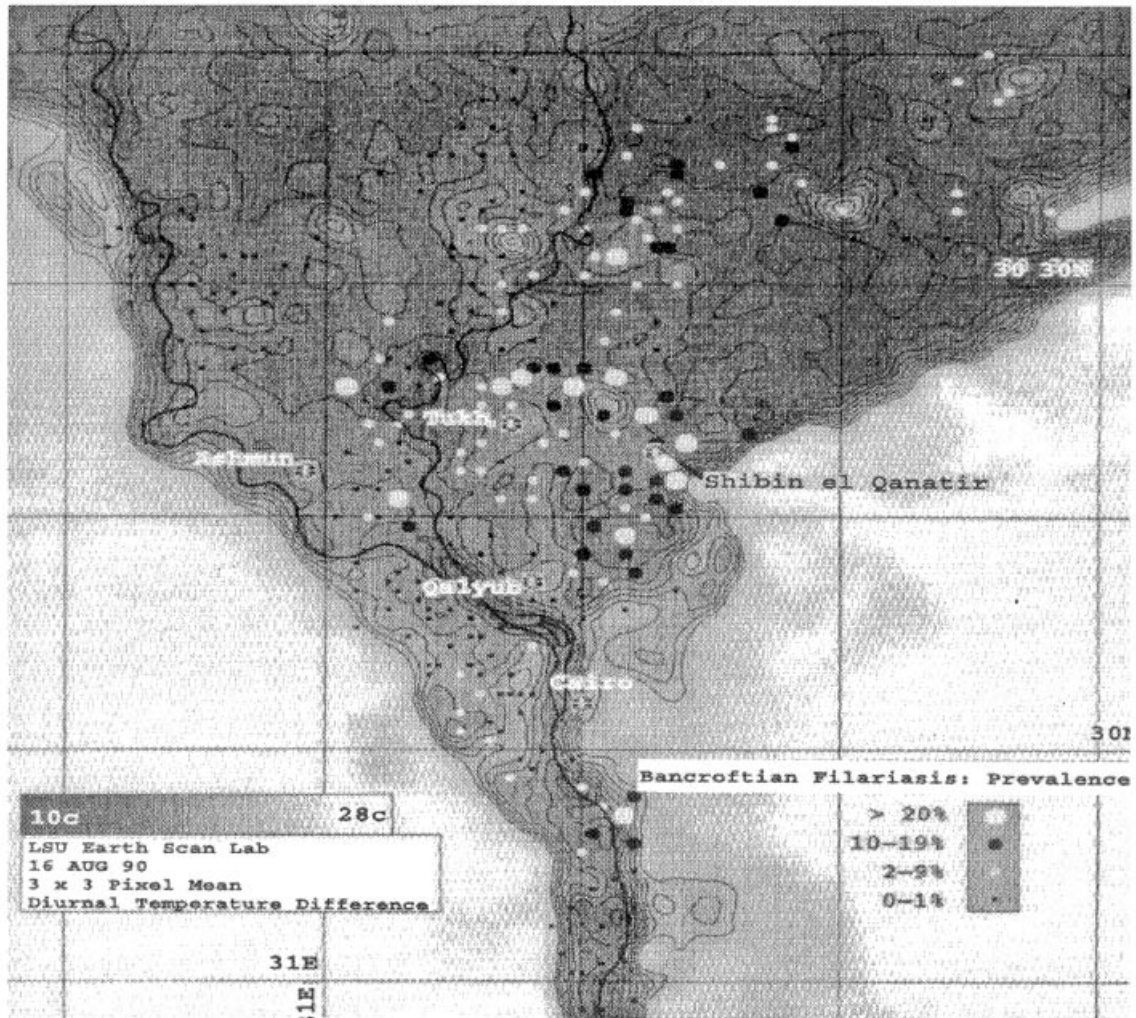 30 30N
Tukh
Ashmun
Shibin el Qanatir
Qalyub
Cairo
30N
Bancroftian Filariasis: Prevalence
> 20%
10-19%
2-9%
0-1%
10c 28c
LSU Earth Scan Lab
16 AUG 90
3 x 3 Pixel Mean
Diurnal Temperature Difference
31E
31E